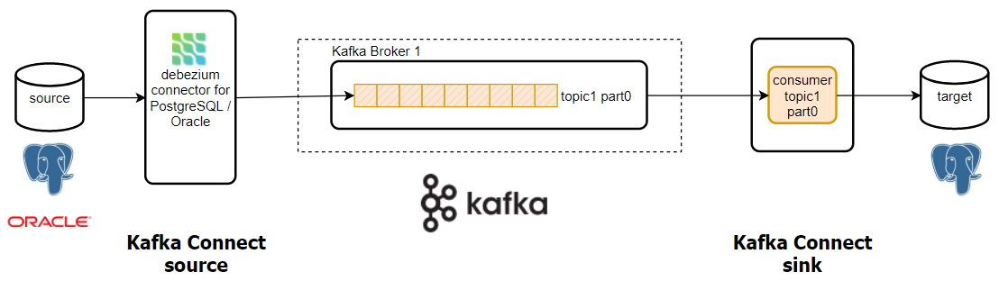 source
debezium
connector for
PostgreSQL /
Oracle
Kafka Broker 1
topic1 part0
consumer
topic1
part0
target
ORACLE
kafka
Kafka Connect
source
Kafka Connect
sink